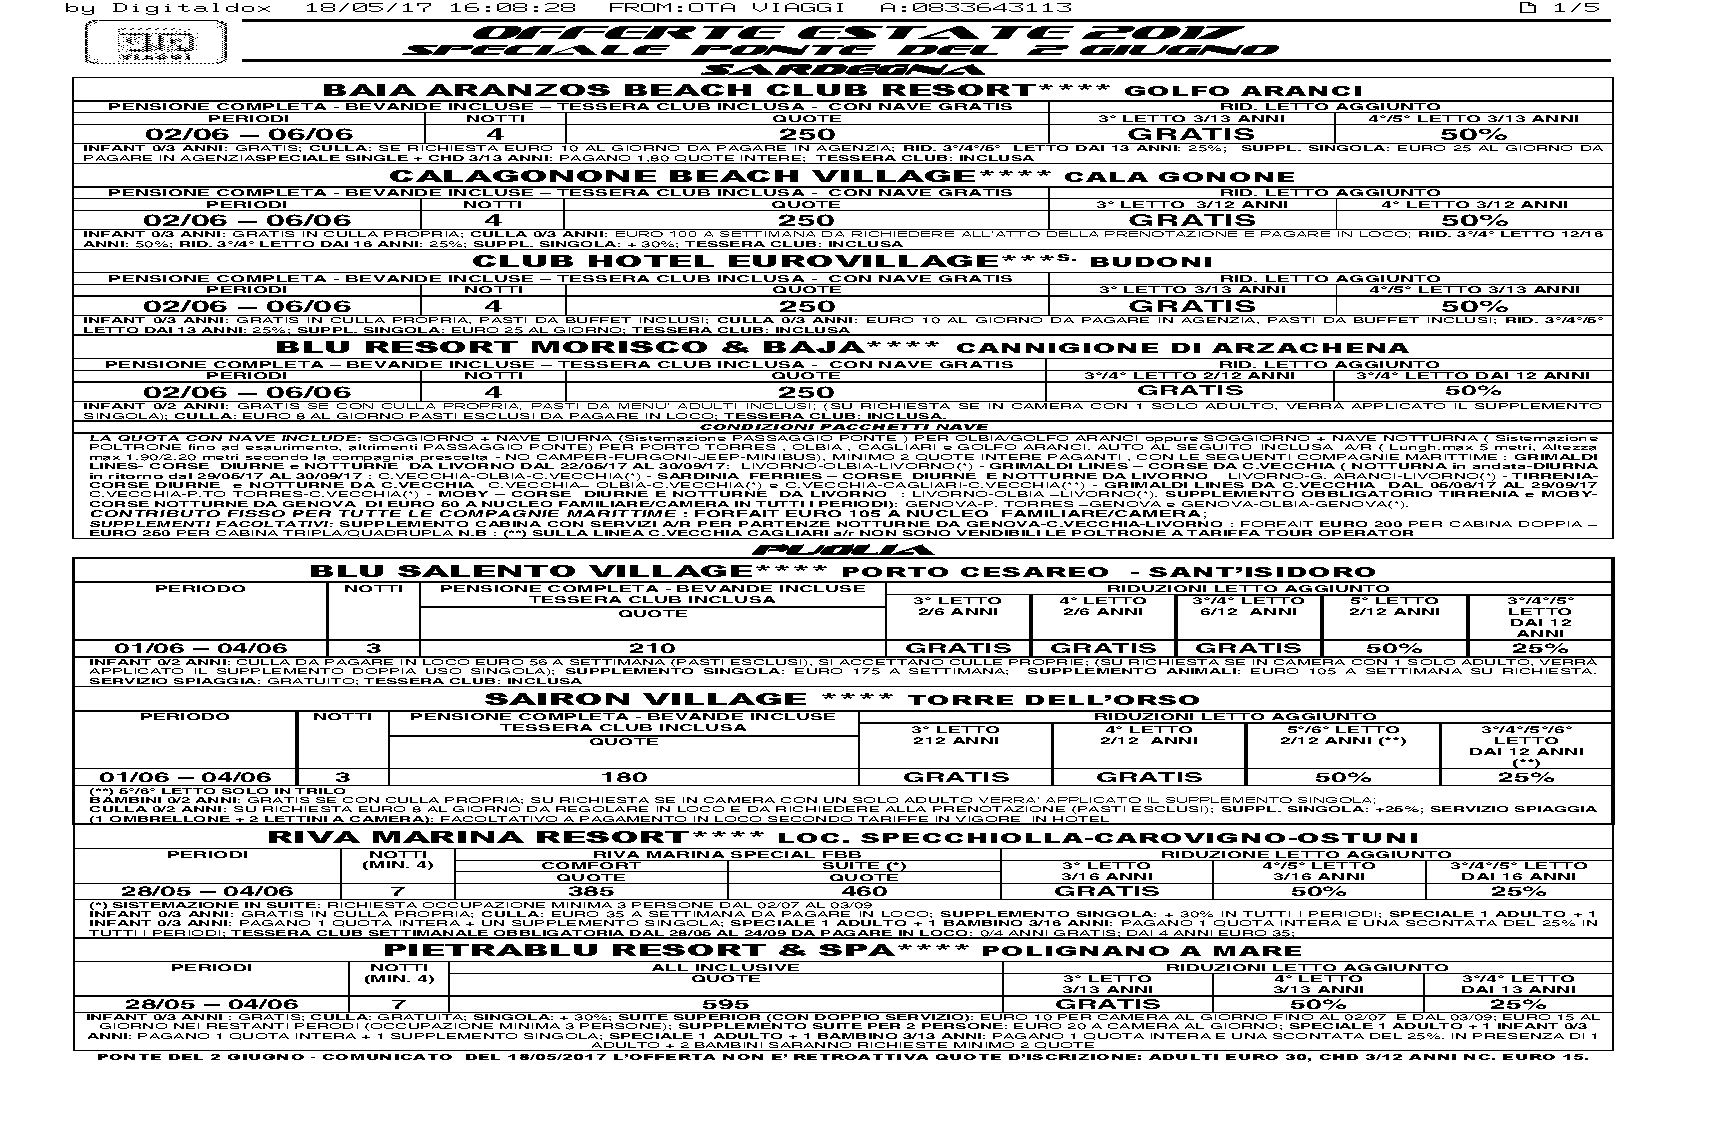 by Digitaldox 18/05/17 16:08:28 FROM:OTA VIAGGI A:0833643113 1/5
OFFERTE ESTATE 2017
SPECIALE PONTE DEL 2 GIUGNO
VIAGGI
SARDEGNA
BAIA ARANZOS BEACH CLUB RESORT**** GOLFO ARANCI
PENSIONE COMPLETA - BEVANDE INCLUSE – TESSERA CLUB INCLUSA - CON NAVE GRATIS RID. LETTO AGGIUNTO
PERIODI NOTTI QUOTE 3° LETTO 3/13 ANNI 4°/5° LETTO 3/13 ANNI
02/06 – 06/06 4 250 GRATIS 50%
INFANT 0/3 ANNI: GRATIS; CULLA: SE RICHIESTA EURO 10 AL GIORNO DA PAGARE IN AGENZIA; RID. 3°/4°/5° LETTO DAI 13 ANNI: 25%; SUPPL. SINGOLA: EURO 25 AL GIORNO DA
PAGARE IN AGENZIASPECIALE SINGLE + CHD 3/13 ANNI: PAGANO 1,80 QUOTE INTERE; TESSERA CLUB: INCLUSA
CALAGONONE BEACH VILLAGE**** CALA GONONE
PENSIONE COMPLETA - BEVANDE INCLUSE – TESSERA CLUB INCLUSA - CON NAVE GRATIS RID. LETTO AGGIUNTO
PERIODI NOTTI QUOTE 3° LETTO 3/12 ANNI 4° LETTO 3/12 ANNI
02/06 – 06/06 4 250 GRATIS 50%
INFANT 0/3 ANNI: GRATIS IN CULLA PROPRIA; CULLA 0/3 ANNI: EURO 100 A SETTIMANA DA RICHIEDERE ALL'ATTO DELLA PRENOTAZIONE E PAGARE IN LOCO; RID. 3°/4° LETTO 12/16
ANNI: 50%; RID. 3°/4° LETTO DAI 16 ANNI: 25%; SUPPL. SINGOLA: + 30%; TESSERA CLUB: INCLUSA
CLUB HOTEL EUROVILLAGE***S. BUDONI
PENSIONE COMPLETA - BEVANDE INCLUSE – TESSERA CLUB INCLUSA - CON NAVE GRATIS RID. LETTO AGGIUNTO
PERIODI NOTTI QUOTE 3° LETTO 3/13 ANNI 4°/5° LETTO 3/13 ANNI
02/06 – 06/06 4 250 GRATIS 50%
INFANT 0/3 ANNI: GRATIS IN CULLA PROPRIA, PASTI DA BUFFET INCLUSI; CULLA 0/3 ANNI: EURO 10 AL GIORNO DA PAGARE IN AGENZIA, PASTI DA BUFFET INCLUSI; RID. 3°/4°/5°
LETTO DAI 13 ANNI: 25%; SUPPL. SINGOLA: EURO 25 AL GIORNO; TESSERA CLUB: INCLUSA
BLU RESORT MORISCO & BAJA**** CANNIGIONE DI ARZACHENA
PENSIONE COMPLETA – BEVANDE INCLUSE – TESSERA CLUB INCLUSA - CON NAVE GRATIS RID. LETTO AGGIUNTO
PERIODI NOTTI QUOTE 3°/4° LETTO 2/12 ANNI 3°/4° LETTO DAI 12 ANNI
02/06 – 06/06 4 250 GRATIS 50%
INFANT 0/2 ANNI: GRATIS SE CON CULLA PROPRIA, PASTI DA MENU' ADULTI INCLUSI; (SU RICHIESTA SE IN CAMERA CON 1 SOLO ADULTO, VERRÀ APPLICATO IL SUPPLEMENTO
SINGOLA); CULLA: EURO 8 AL GIORNO PASTI ESCLUSI DA PAGARE IN LOCO; TESSERA CLUB: INCLUSA.
CONDIZIONI PACCHETTI NAVE
LA QUOTA CON NAVE INCLUDE: SOGGIORNO + NAVE DIURNA (Sistemazione PASSAGGIO PONTE ) PER OLBIA/GOLFO ARANCI oppure SOGGIORNO + NAVE NOTTURNA ( Sistemazione
POLTRONE fino ad esaurimento, altrimenti PASSAGGIO PONTE) PER PORTO TORRES , OLBIA , CAGLIARI e GOLFO ARANCI. AUTO AL SEGUITO INCLUSA A/R ( Lungh.max 5 metri, Altezza
max 1.90/2.20 metri secondo la compagnia prescelta - NO CAMPER-FURGONI-JEEP-MINIBUS), MINIMO 2 QUOTE INTERE PAGANTI , CON LE SEGUENTI COMPAGNIE MARITTIME : GRIMALDI
LINES– CORSE DIURNE e NOTTURNE DA LIVORNO DAL 22/05/17 AL 30/09/17: LIVORNO-OLBIA-LIVORNO(*) - GRIMALDI LINES – CORSE DA C.VECCHIA ( NOTTURNA in andata-DIURNA
in ritorno dal 29/05/17 AL 30/09/17 : C.VECCHIA-OLBIA-C.VECCHIA(*) - SARDINIA FERRIES– CORSE DIURNE E NOTTURNE DA LIVORNO LIVORNO-G. ARANCI-LIVORNO(*) - TIRRENIA-
CORSE DIURNE e NOTTURNE DA C.VECCHIA : C.VECCHIA– OLBIA-C.VECCHIA(*) e C.VECCHIA-CAGLIARI-C.VECCHIA(**) - GRIMALDI LINES DA C.VECCHIA DAL 05/06/17 AL 29/09/17
C.VECCHIA-P.TO TORRES-C.VECCHIA(*) - MOBY – CORSE DIURNE E NOTTURNE DA LIVORNO : LIVORNO-OLBIA –LIVORNO(*). SUPPLEMENTO OBBLIGATORIO TIRRENIA e MOBY-
CORSE NOTTURNE DA GENOVA DI EURO 50 A NUCLEO FAMILIARE/CAMERA IN TUTTI I PERIODI): GENOVA-P. TORRES –GENOVA e GENOVA-OLBIA-GENOVA(*).
CONTRIBUTO FISSO PER TUTTE LE COMPAGNIE MARITTIME : FORFAIT EURO 105 A NUCLEO FAMILIARE/CAMERA;
SUPPLEMENTI FACOLTATIVI: SUPPLEMENTO CABINA CON SERVIZI A/R PER PARTENZE NOTTURNE DA GENOVA-C.VECCHIA-LIVORNO : FORFAIT EURO 200 PER CABINA DOPPIA –
EURO 250 PER CABINA TRIPLA/QUADRUPLA N.B : (**) SULLA LINEA C.VECCHIA CAGLIARI a/r NON SONO VENDIBILI LE POLTRONE A TARIFFA TOUR OPERATOR
PUGLIA
BLU SALENTO VILLAGE**** PORTO CESAREO - SANT'ISIDORO
PERIODO NOTTI PENSIONE COMPLETA - BEVANDE INCLUSE RIDUZIONI LETTO AGGIUNTO
TESSERA CLUB INCLUSA 3° LETTO 4° LETTO 3°/4° LETTO 5° LETTO 3°/4°/5°
QUOTE 2/6 ANNI 2/6 ANNI 6/12 ANNI 2/12 ANNI LETTO
DAI 12
ANNI
01/06 – 04/06 3 210 GRATIS GRATIS GRATIS 50% 25%
INFANT 0/2 ANNI: CULLA DA PAGARE IN LOCO EURO 56 A SETTIMANA (PASTI ESCLUSI), SI ACCETTANO CULLE PROPRIE; (SU RICHIESTA SE IN CAMERA CON 1 SOLO ADULTO, VERRÀ
APPLICATO IL SUPPLEMENTO DOPPIA USO SINGOLA); SUPPLEMENTO SINGOLA: EURO 175 A SETTIMANA; SUPPLEMENTO ANIMALI: EURO 105 A SETTIMANA SU RICHIESTA.
SERVIZIO SPIAGGIA: GRATUITO; TESSERA CLUB: INCLUSA
SAIRON VILLAGE **** TORRE DELL'ORSO
PERIODO NOTTI PENSIONE COMPLETA - BEVANDE INCLUSE RIDUZIONI LETTO AGGIUNTO
TESSERA CLUB INCLUSA 3° LETTO 4° LETTO 5°/6° LETTO 3°/4°/5°/6°
QUOTE 212 ANNI 2/12 ANNI 2/12 ANNI (**) LETTO
DAI 12 ANNI
(**)
01/06 – 04/06 3 180 GRATIS GRATIS 50% 25%
(**) 5°/6° LETTO SOLO IN TRILO
BAMBINI 0/2 ANNI: GRATIS SE CON CULLA PROPRIA; SU RICHIESTA SE IN CAMERA CON UN SOLO ADULTO VERRA' APPLICATO IL SUPPLEMENTO SINGOLA;
CULLA 0/2 ANNI: SU RICHIESTA EURO 8 AL GIORNO DA REGOLARE IN LOCO E DA RICHIEDERE ALLA PRENOTAZIONE (PASTI ESCLUSI); SUPPL. SINGOLA: +25%; SERVIZIO SPIAGGIA
(1 OMBRELLONE + 2 LETTINI A CAMERA): FACOLTATIVO A PAGAMENTO IN LOCO SECONDO TARIFFE IN VIGORE IN HOTEL
RIVA MARINA RESORT**** LOC. SPECCHIOLLA-CAROVIGNO-OSTUNI
PERIODI NOTTI RIVA MARINA SPECIAL FBB RIDUZIONE LETTO AGGIUNTO
(MIN. 4) COMFORT SUITE (*) 3° LETTO 4°/5° LETTO 3°/4°/5° LETTO
QUOTE QUOTE 3/16 ANNI 3/16 ANNI DAI 16 ANNI
28/05 – 04/06 7 385 460 GRATIS 50% 25%
(*) SISTEMAZIONE IN SUITE: RICHIESTA OCCUPAZIONE MINIMA 3 PERSONE DAL 02/07 AL 03/09
INFANT 0/3 ANNI: GRATIS IN CULLA PROPRIA; CULLA: EURO 35 A SETTIMANA DA PAGARE IN LOCO; SUPPLEMENTO SINGOLA: + 30% IN TUTTI I PERIODI; SPECIALE 1 ADULTO + 1
INFANT 0/3 ANNI: PAGANO 1 QUOTA INTERA + UN SUPPLEMENTO SINGOLA; SPECIALE 1 ADULTO + 1 BAMBINO 3/16 ANNI: PAGANO 1 QUOTA INTERA E UNA SCONTATA DEL 25% IN
TUTTI I PERIODI; TESSERA CLUB SETTIMANALE OBBLIGATORIA DAL 28/05 AL 24/09 DA PAGARE IN LOCO: 0/4 ANNI GRATIS; DAI 4 ANNI EURO 35;
PIETRABLU RESORT & SPA**** POLIGNANO A MARE
PERIODI NOTTI ALL INCLUSIVE RIDUZIONI LETTO AGGIUNTO
(MIN. 4) QUOTE 3° LETTO 4° LETTO 3°/4° LETTO
3/13 ANNI 3/13 ANNI DAI 13 ANNI
28/05 – 04/06 7 595 GRATIS 50% 25%
INFANT 0/3 ANNI : GRATIS; CULLA: GRATUITA; SINGOLA: + 30%; SUITE SUPERIOR (CON DOPPIO SERVIZIO): EURO 10 PER CAMERA AL GIORNO FINO AL 02/07 E DAL 03/09; EURO 15 AL
GIORNO NEI RESTANTI PERODI (OCCUPAZIONE MINIMA 3 PERSONE); SUPPLEMENTO SUITE PER 2 PERSONE: EURO 20 A CAMERA AL GIORNO; SPECIALE 1 ADULTO + 1 INFANT 0/3
ANNI: PAGANO 1 QUOTA INTERA + 1 SUPPLEMENTO SINGOLA; SPECIALE 1 ADULTO + 1 BAMBINO 3/13 ANNI: PAGANO 1 QUOTA INTERA E UNA SCONTATA DEL 25%. IN PRESENZA DI 1
ADULTO + 2 BAMBINI SARANNO RICHIESTE MINIMO 2 QUOTE
PONTE DEL 2 GIUGNO - COMUNICATO DEL 18/05/2017 L'OFFERTA NON E' RETROATTIVA QUOTE D'ISCRIZIONE: ADULTI EURO 30, CHD 3/12 ANNI NC. EURO 15.